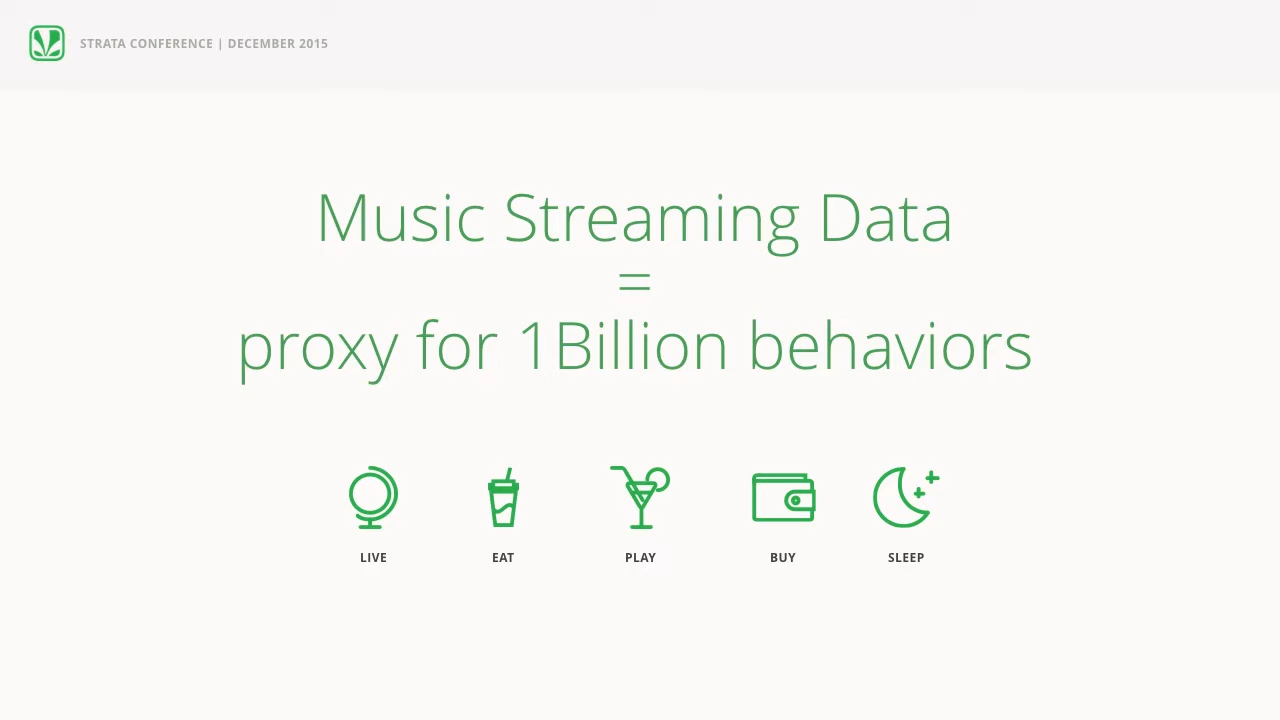 STRATA CONFERENCE | DECEMBER 2015
Music Streaming Data
=
proxy for 1Billion behaviors
LIVE
EAT
PLAY
BUY
SLEEP